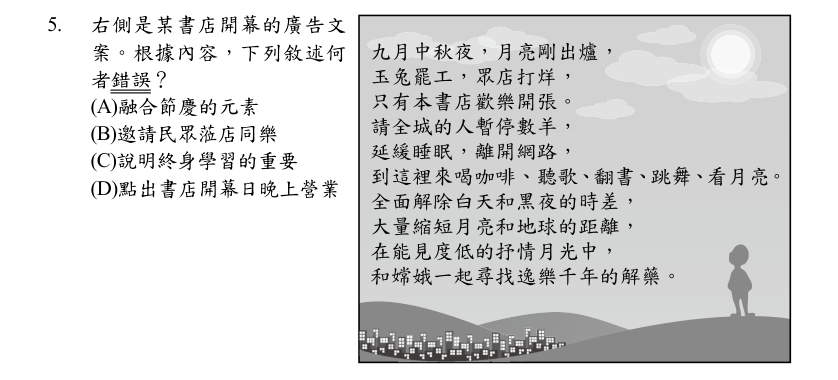 5. 右側是某書店開幕的廣告文
案。根據內容，下列敘述何
者錯誤？
(A)融合節慶的元素
(B)邀請民眾蒞店同樂
(C)說明終身學習的重要
(D)點出書店開幕日晚上營業
九月中秋夜，月亮剛出爐，
玉兔罷工，眾店打烊，
只有本書店歡樂開張。
請全城的人暫停數羊，
延緩睡眠，離開網路，
到這裡來喝咖啡、聽歌、翻書、跳舞、看月亮。
全面解除白天和黑夜的時差，
大量縮短月亮和地球的距離，
在能見度低的抒情月光中，
和嫦娥一起尋找逸樂千年的解藥。